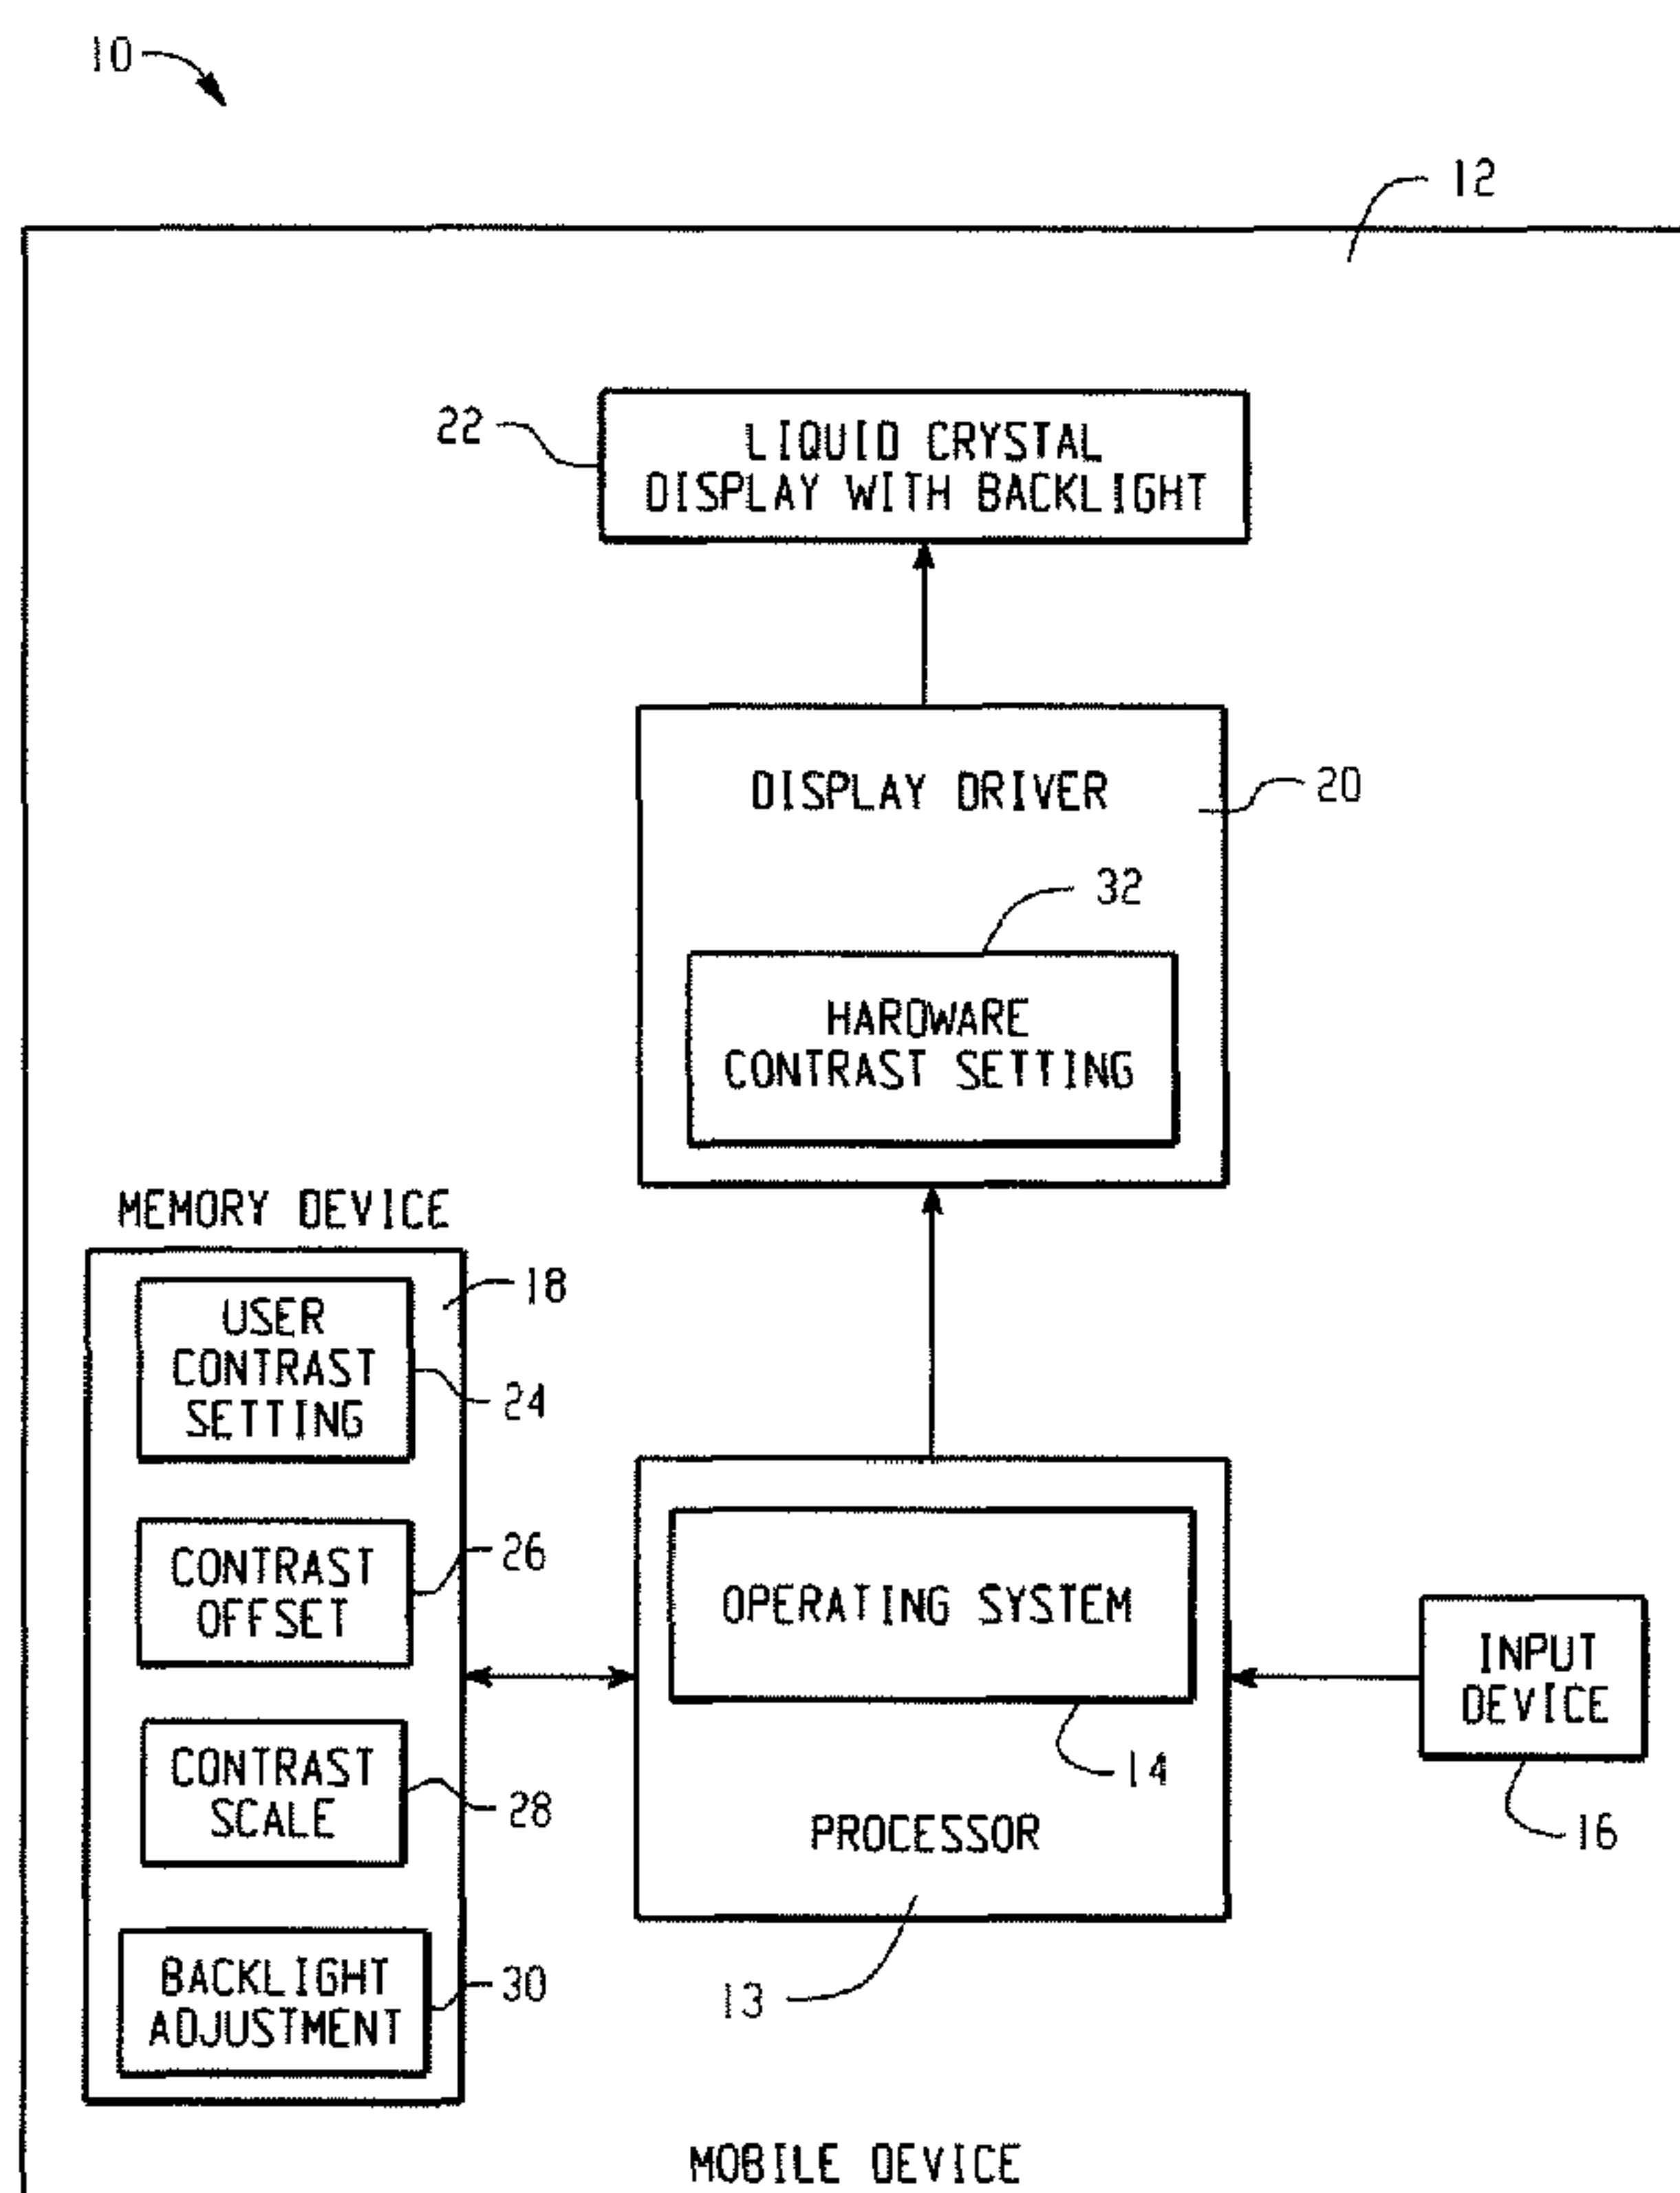 10
12
22
LIQUID CRYSTAL
DISPLAY WITH BACKLIGHT
DISPLAY DRIVER
20
32
HARDWARE
CONTRAST SETTING
MEMORY DEVICE
18
USER
CONTRAST
SETTING
24
CONTRAST
OFFSET
26
CONTRAST
SCALE
28
BACKLIGHT
ADJUSTMENT
30
OPERATING SYSTEM
14
PROCESSOR
13
INPUT
DEVICE
16
MOBILE DEVICE